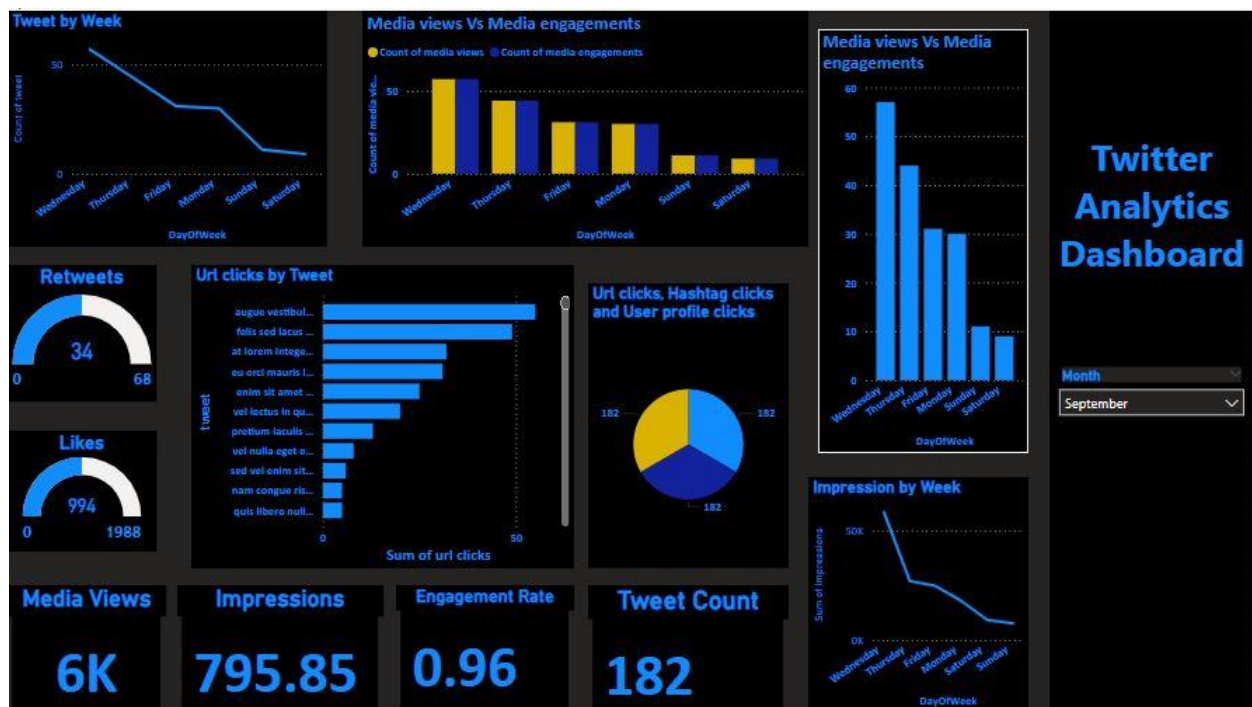 Tweet by Week
50
0
Count of tweet
Wednesday
Thursday
Friday
Monday
Sunday
Saturday
DayOfWeek
Media views Vs Media engagements
Count of media views Count of media engagements
50
0
Count of media vie...
Wednesday
Thursday
Friday
Monday
Sunday
Saturday
DayOfWeek
Media views Vs Media
engagements
60
50
40
30
20
10
0
Wednesday
Thursday
Friday
Monday
Sunday
Saturday
DayOfWeek
Twitter
Analytics
Dashboard
Month
September
Retweets
34
0 68
Likes
994
0 1988
Url clicks by Tweet
tweet
augue vestibul...
felis sed lacus ...
at lorem intege...
eu orci mauris l...
enim sit amet ...
vel lectus in qu...
pretium iaculis ...
vel nulla eget e...
sed vel enim sit...
nam congue ris...
quis libero null...
0 50
Sum of url clicks
Url clicks, Hashtag clicks
and User profile clicks
182
182
182
Impression by Week
50K
0K
Sum of Impressions
Wednesday
Thursday
Friday
Monday
Saturday
Sunday
DayOfWeek
Media Views
6K
Impressions
795.85
Engagement Rate
0.96
Tweet Count
182